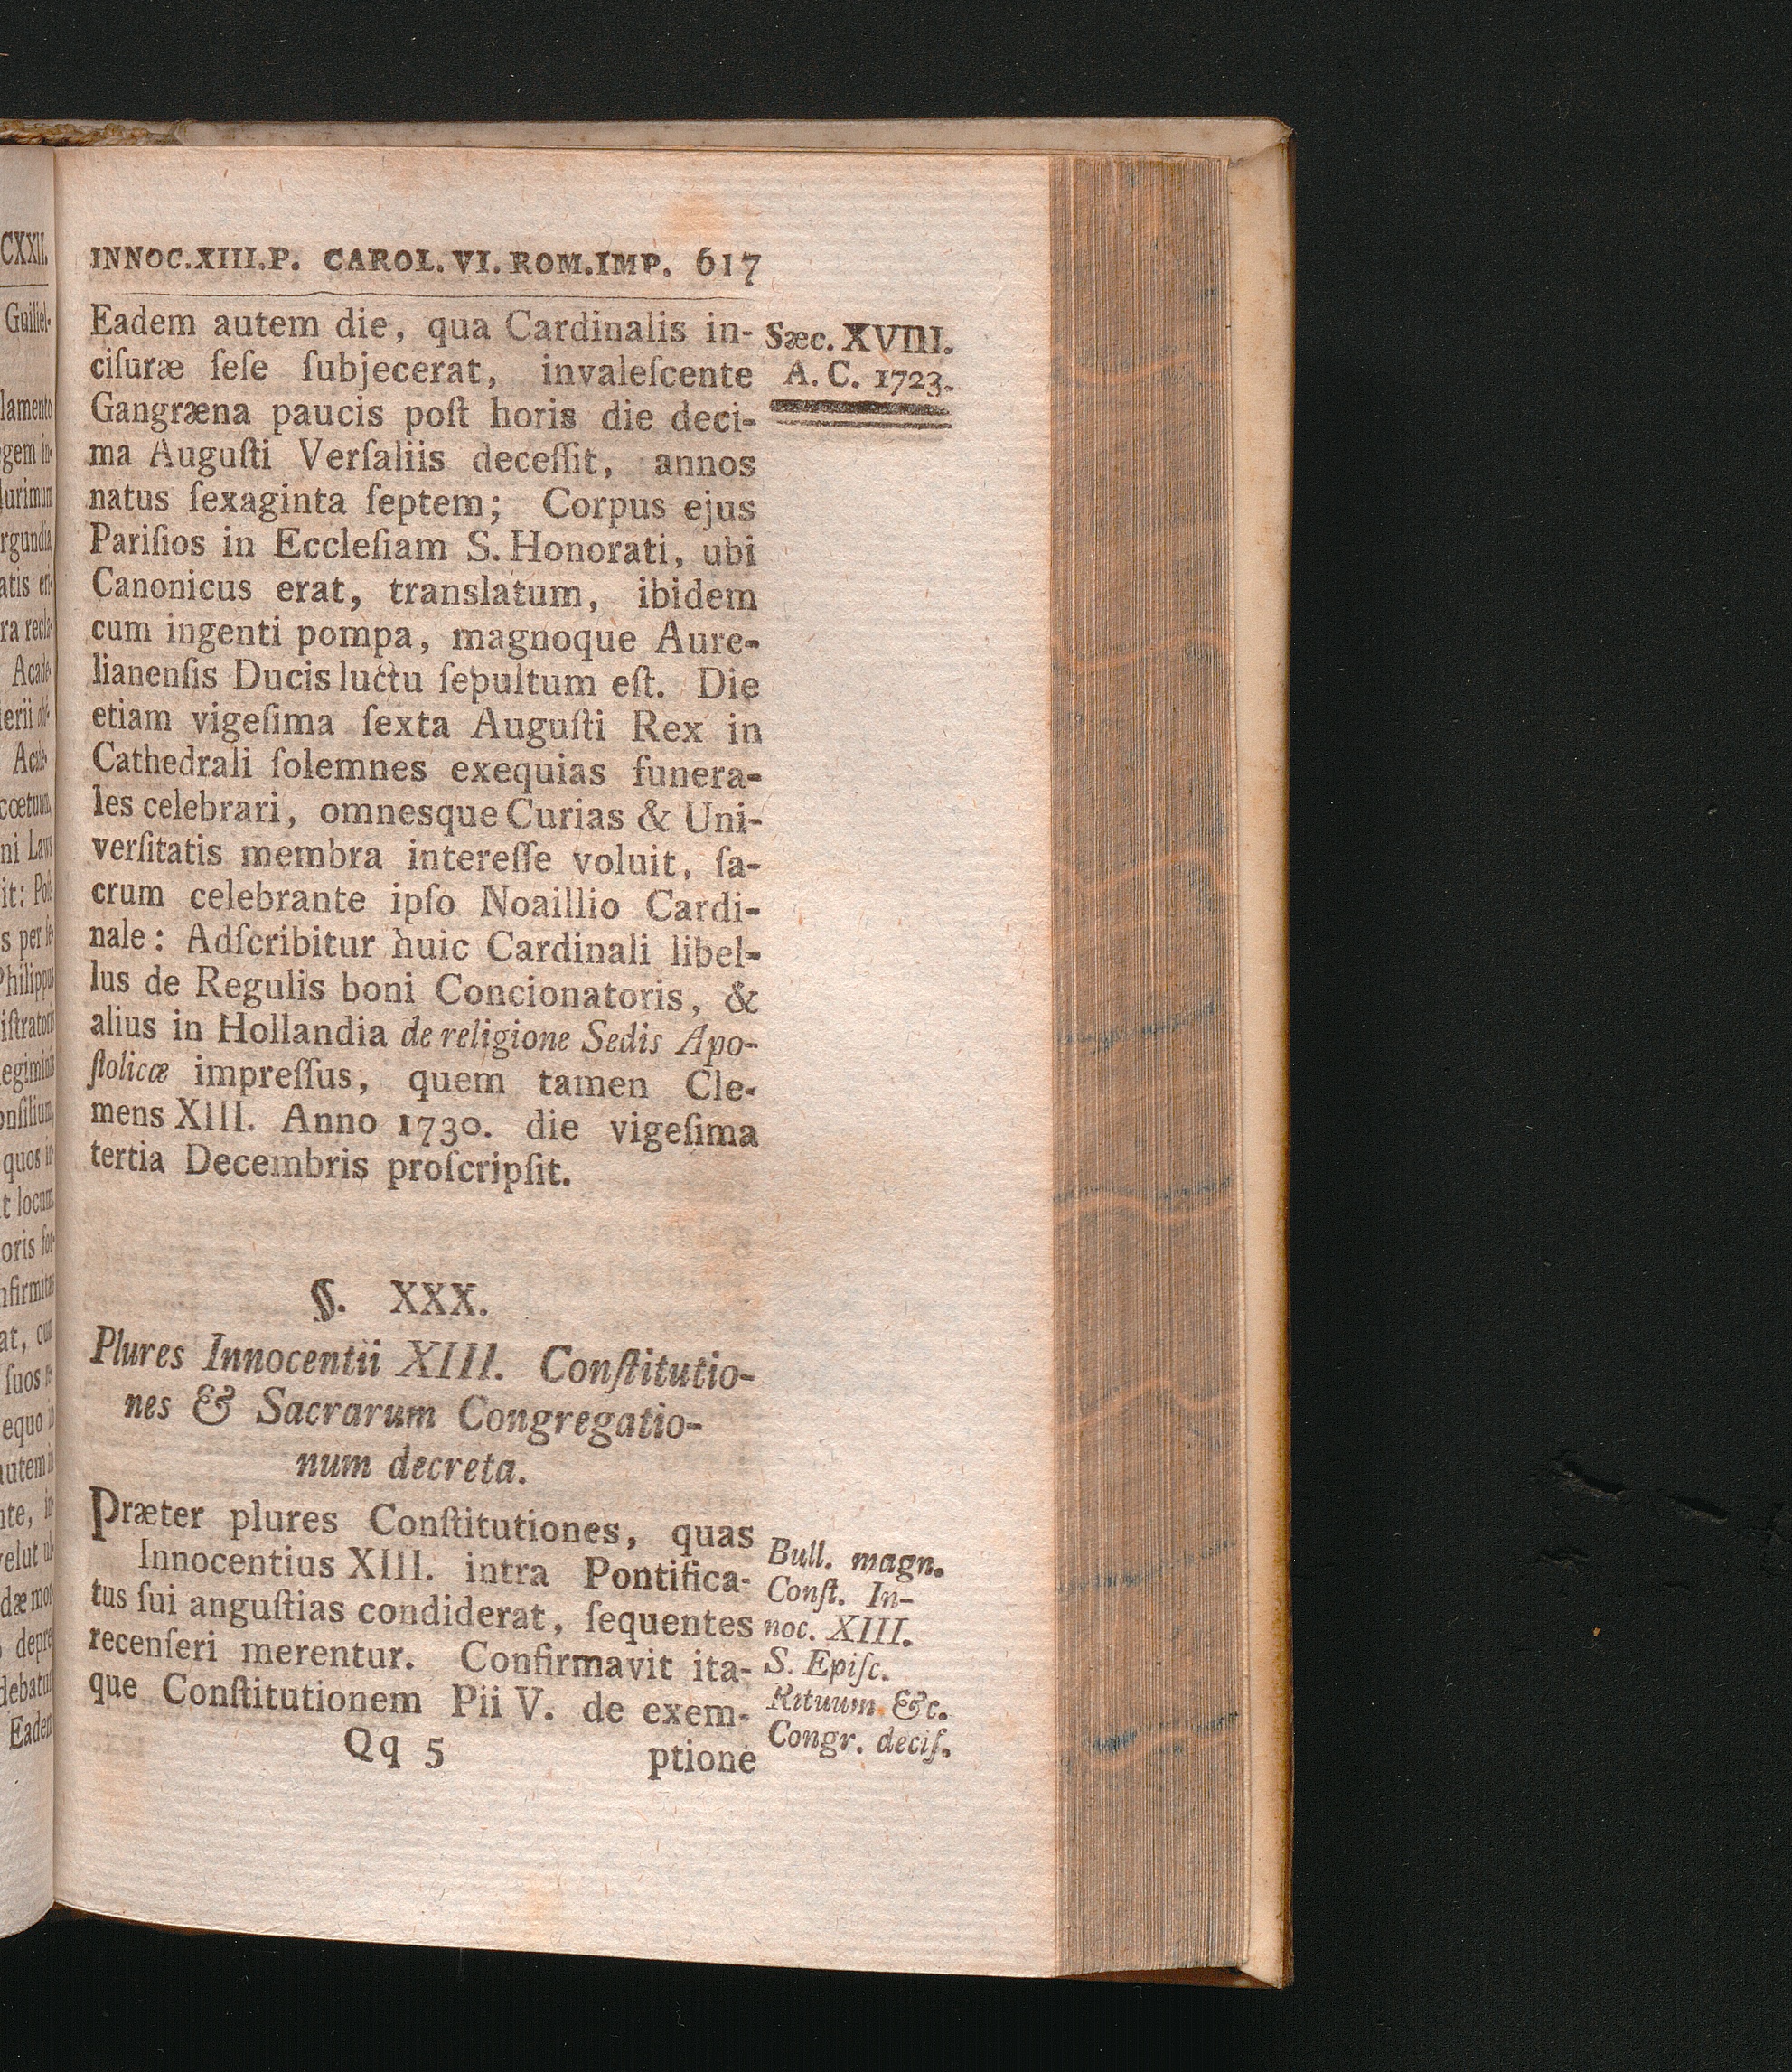 INNOC.XIII.P. CAROL.VI.ROM.IMP. 617
Eadem autem die, qua Cardinalis in-
ciſuræ ſeſe ſubjecerat, invaleſcente
Gangræna paucis poſt horis die deci-
ma Auguſti Verſaliis deceſſit, annos
natus ſexaginta ſeptem; Corpus ejus
Pariſios in Eccleſiam S. Honorati, ubi
Canonicus erat, translatum, ibidem
cum ingenti pompa, magnoque Aure-
lianenſis Ducis luctu ſepultum eſt. Die
etiam vigeſima ſexta Auguſti Rex in
Cathedrali ſolemnes exequias funera-
les celebrari, omnesque Curias & Uni-
verſitatis membra intereſſe voluit, ſa-
crum celebrante ipſo Noaillio Cardi-
nale: Adſcribitur huic Cardinali libel-
lus de Regulis boni Concionatoris, &
alius in Hollandia de religione Sedis Apo-
ſtolicæ impreſſus, quem tamen Cle-
mens XIII. Anno 1730. die vigeſima
tertia Decembris proſcripſit.
Sæc. XVIII.
A. C. 1723.
§. XXX.
Plures Innocentii XIII. Conſtitutio-
nes & Sacrarum Congregatio-
num decreta.
Præter plures Conſtitutiones, quas
Innocentius XIII. intra Pontifica-
tus ſui anguſtias condiderat, ſequentes
recenſeri merentur. Confirmavit ita-
que Conſtitutionem Pii V. de exem-
Bull. magn.
Conſt. In-
noc. XIII.
S. Epiſc.
Rituum &c.
Congr. deciſ.
Qq 5 ptione
CXXII.
Guiliel-
Acade-
Philippus
quos in
ſuos
Eadem